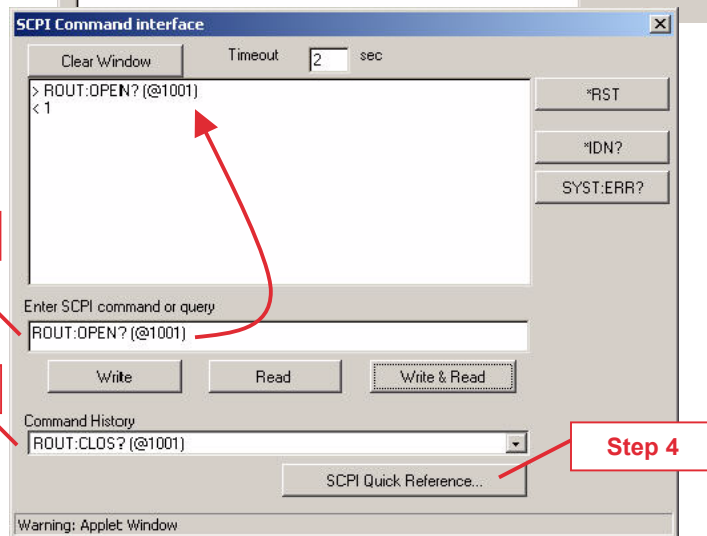 SCPI Command interface
Clear Window
Timeout
2
sec
> ROUT:OPEN? (@1001)
< 1
*RST
*IDN?
SYST:ERR?
Enter SCPI command or query
ROUT:OPEN? (@1001)
Write
Read
Write & Read
Command History
ROUT:CLOS? (@1001)
Step 4
SCPI Quick Reference...
Warning: Applet Window